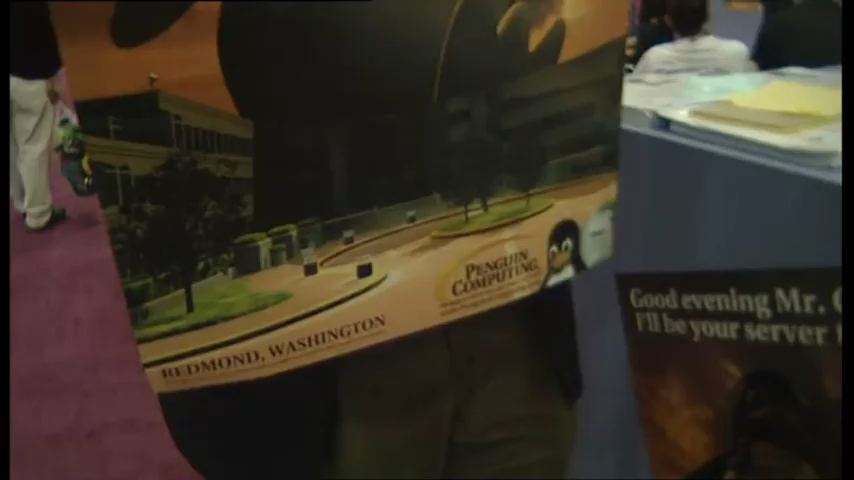 PENGUIN
COMPUTING
REDMOND, WASHINGTON
Good evening Mr.
I'll be your server